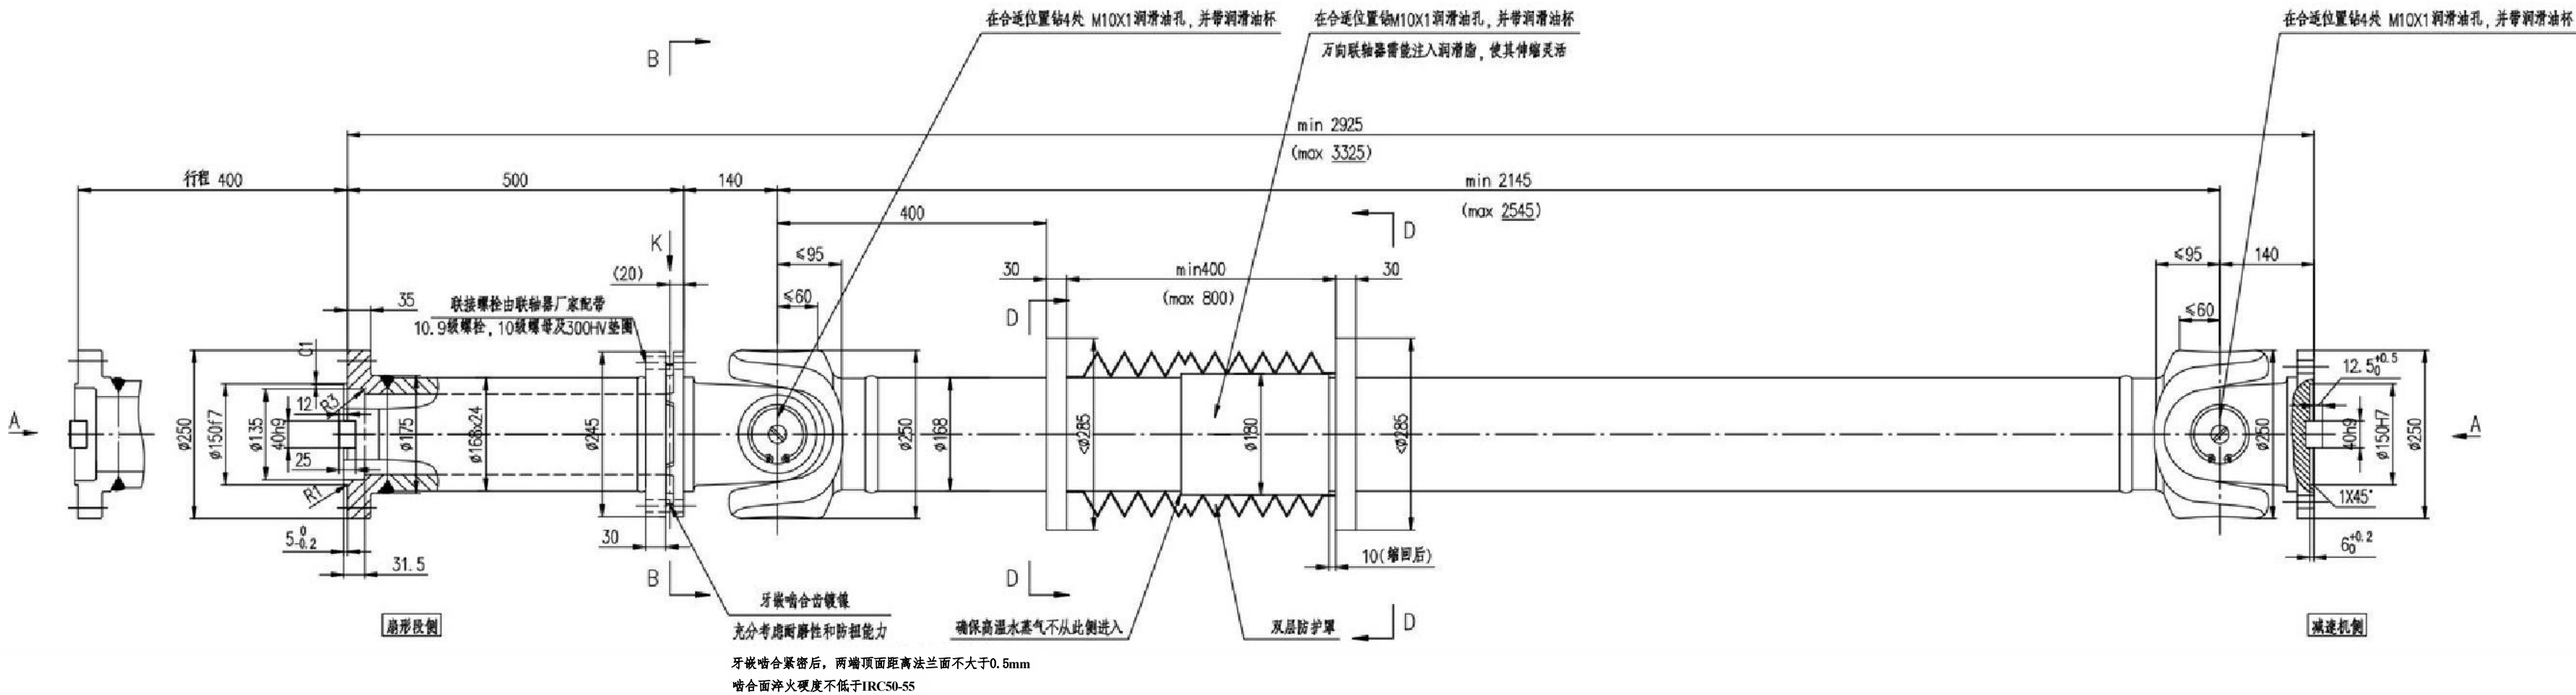 在合适位置钻4处 M10X1润滑油孔，并带润滑油杯
在合适位置钻M10X1润滑油孔，并带润滑油杯
万向联轴器需能注入润滑脂，使其伸缩灵活
在合适位置钻4处 M10X1润滑油孔，并带润滑油杯
B
min 2925
(max 3325)
行程 400
500
140
min 2145
(max 2545)
400
K
D
≤95
(20)
30
min400
30
(max 800)
≤95
140
≤60
≤60
35
联接螺栓由联轴器厂家配带
10.9级螺栓，10级螺母及300HV垫圈
D
C1
12.5 +0.5 0
R3
12
A
ø250
ø150f7
ø135
40h9
ø175
ø168x24
ø245
ø250
ø168
<ø285
ø180
<ø285
ø250
40h9
ø150H7
ø250
A
25
R1
1X45°
5 0 -0.2
31.5
30
10(缩回后)
6 +0.2 0
B
D
D
牙嵌啮合齿镀镍
充分考虑耐磨性和防扭能力
确保高温水蒸气不从此侧进入
双层防护罩
扇形段侧
减速机侧
牙嵌啮合紧密后，两端顶面距离法兰面不大于0.5mm
啮合面淬火硬度不低于IRC50-55